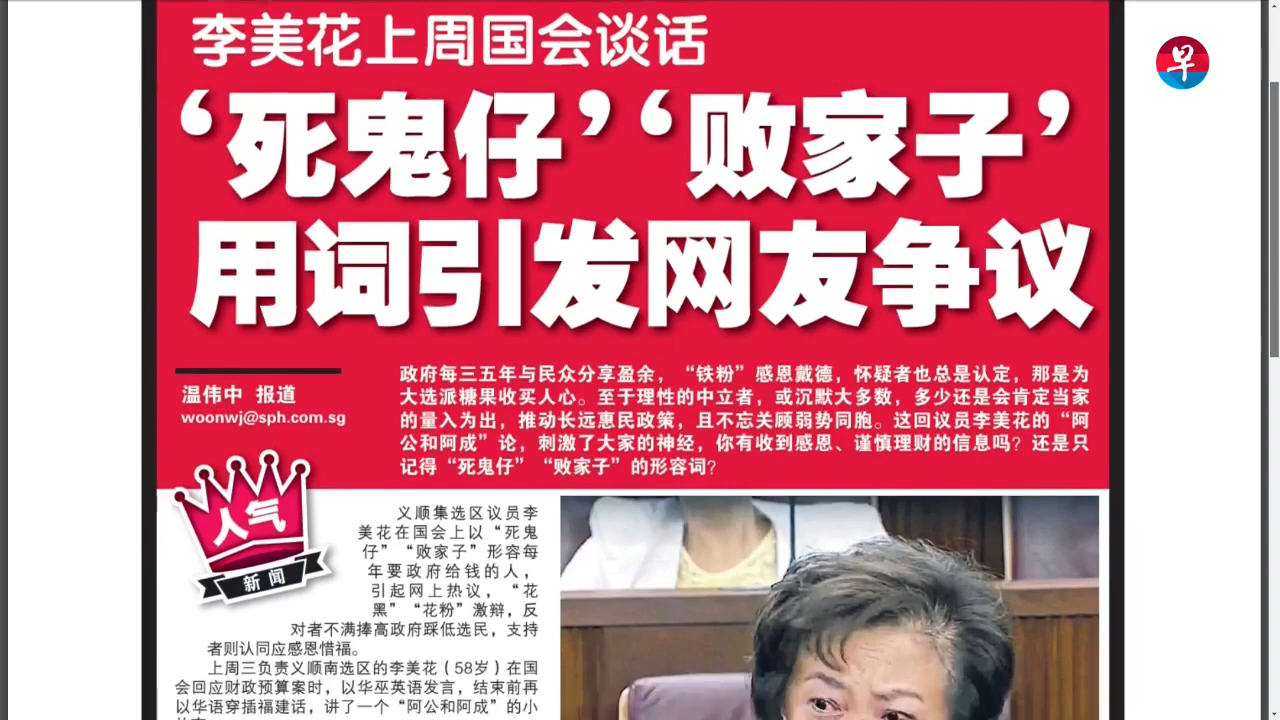 李美花上周国会谈话
早
‘死鬼仔’‘败家子’
用词引发网友争议
温伟中 报道
woonwj@sph.com.sg
政府每三五年与民众分享盈余，“铁粉”感恩戴德，怀疑者也总是认定，那是为
大选派糖果收买人心。至于理性的中立者，或沉默大多数，多少还是会肯定当家
的量入为出，推动长远惠民政策，且不忘关顾弱势同胞。这回议员李美花的“阿
公和阿成”论，刺激了大家的神经，你有收到感恩、谨慎理财的信息吗？还是只
记得“死鬼仔”“败家子”的形容词？
人气
新闻
义顺集选区议员李
美花在国会上以“死鬼
仔”“败家子”形容每
年要政府给钱的人，
引起网上热议，“花
黑”“花粉”激辩，反
对者不满捧高政府踩低选民，支持
者则认同应感恩惜福。
上周三负责义顺南选区的李美花（58岁）在国
会回应财政预算案时，以华巫英语发言，结束前再
以华语穿插福建话，讲了一个“阿公和阿成”的小